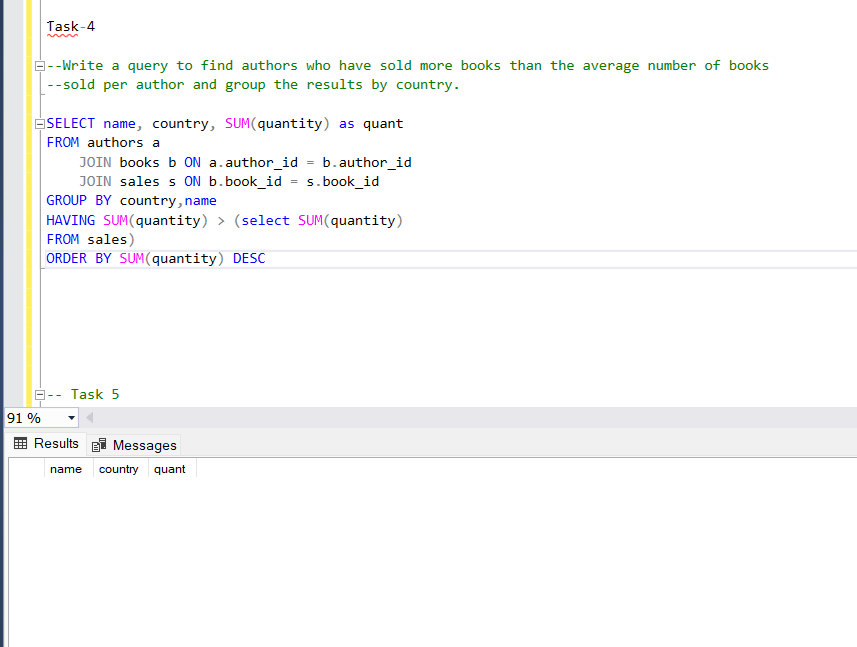 Task-4
--Write a query to find authors who have sold more books than the average number of books
--sold per author and group the results by country.
SELECT name, country, SUM(quantity) as quant
FROM authors a
JOIN books b ON a.author_id = b.author_id
JOIN sales s ON b.book_id = s.book_id
GROUP BY country,name
HAVING SUM(quantity) > (select SUM(quantity)
FROM sales)
ORDER BY SUM(quantity) DESC
-- Task 5
91 %
Results Messages
name country quant